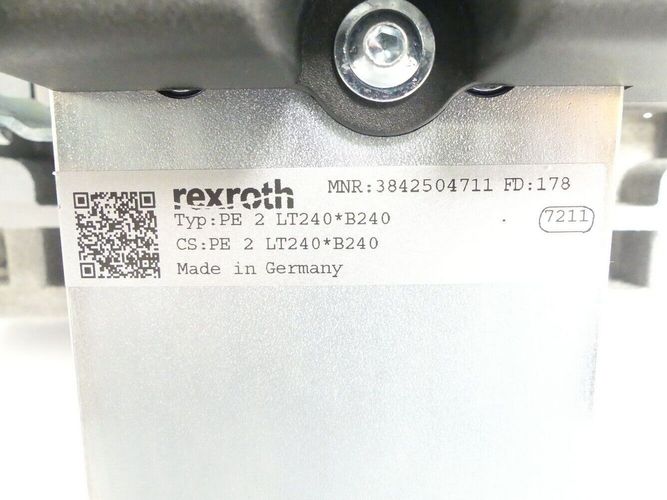 rexroth MNR:3842504711 FD:178
Typ:PE 2 LT240*B240 . 7211
CS:PE 2 LT240*B240
Made in Germany